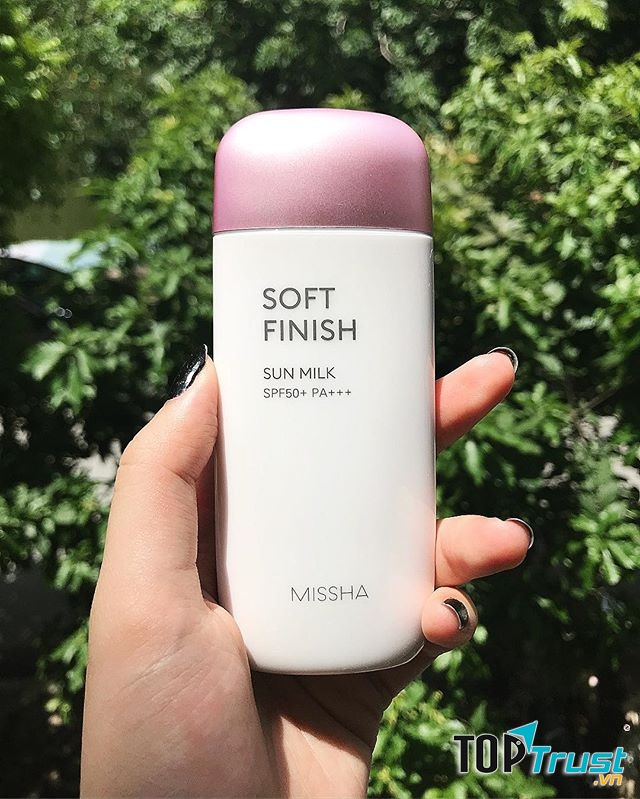 SOFT
FINISH
SUN MILK
SPF50+ PA+++
MISSHA
TOPTrust
.vn